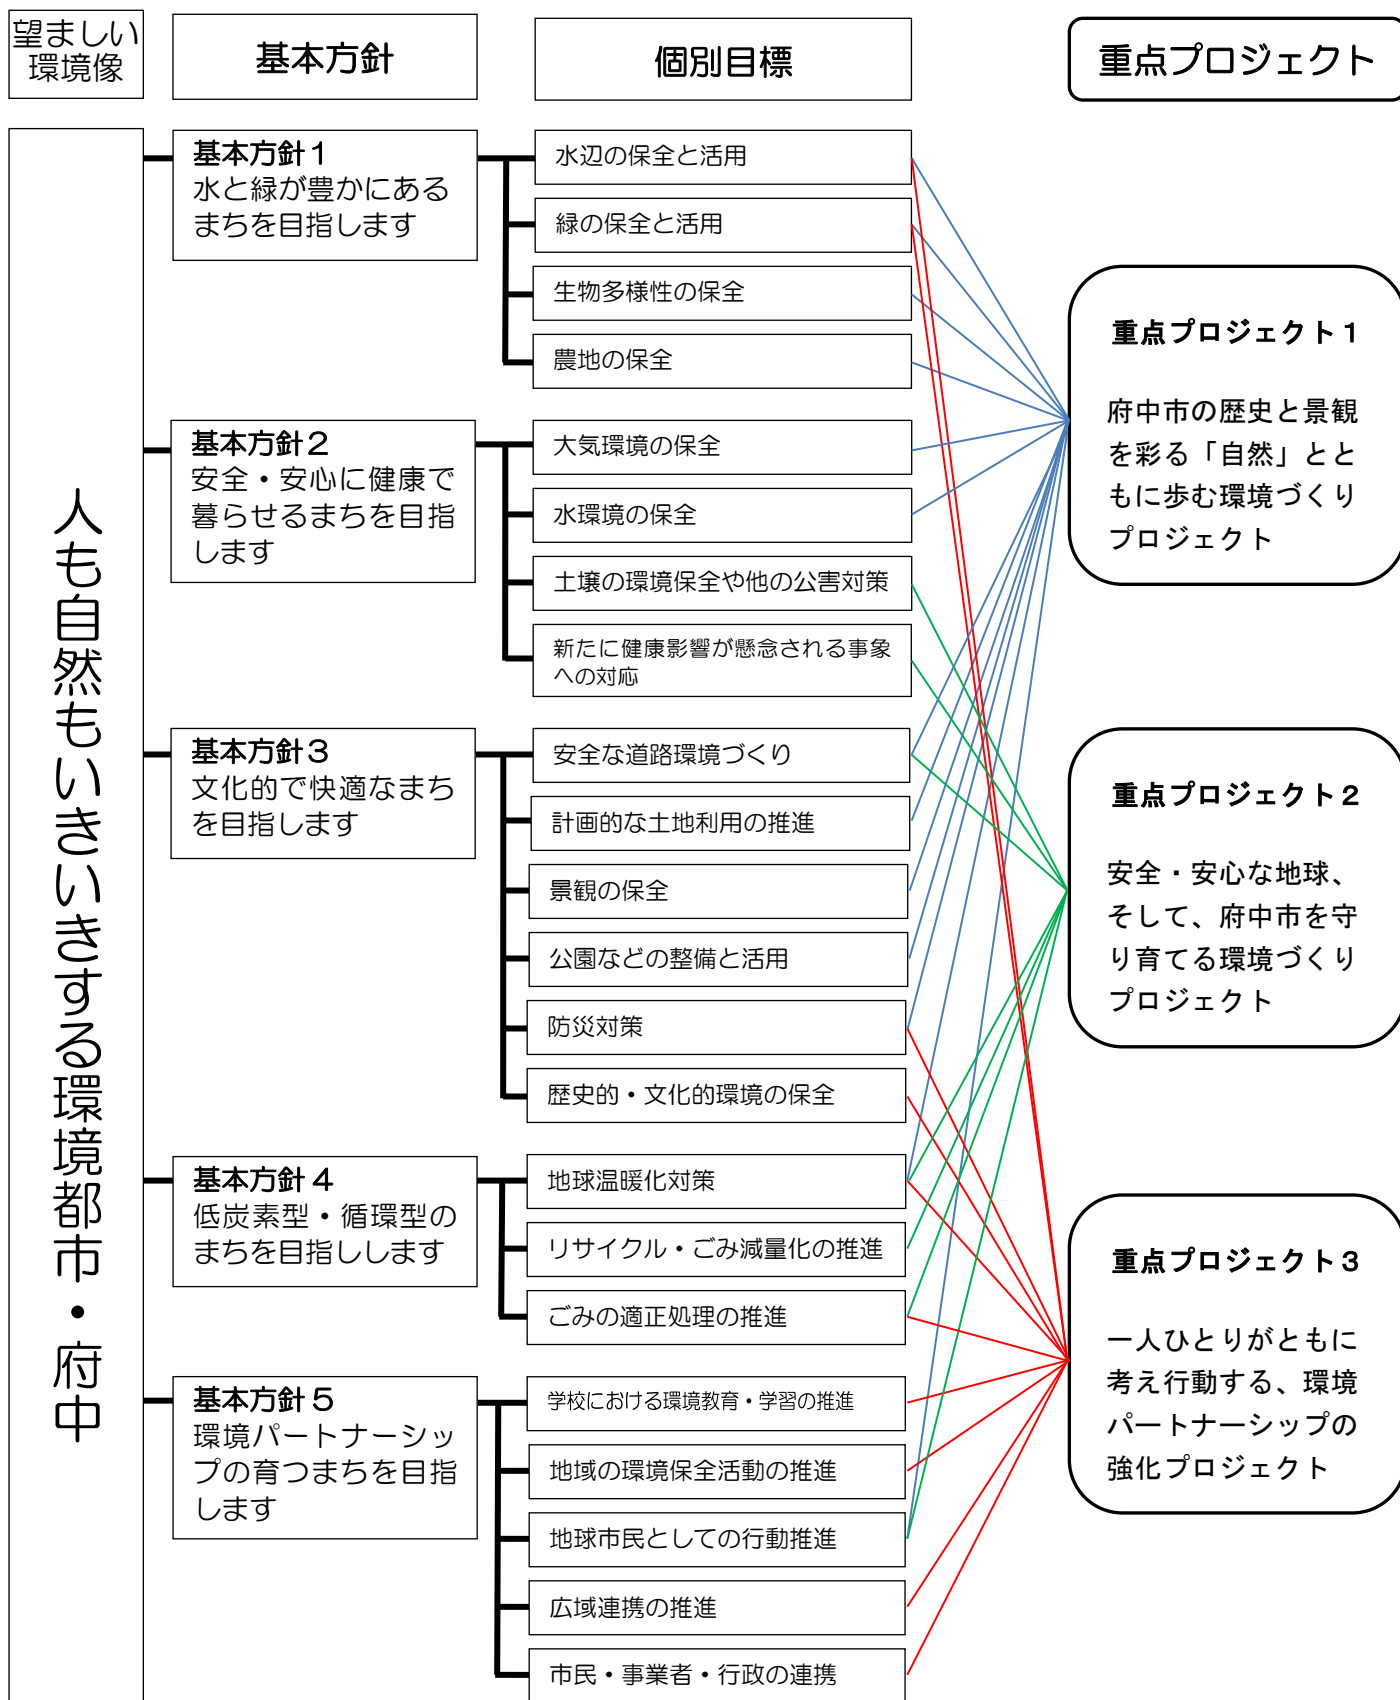 望ましい
環境像
基本方針
個別目標
重点プロジェクト
人も自然もいきいきする環境都市・府中
基本方針１
水と緑が豊かにある
まちを目指します
水辺の保全と活用
緑の保全と活用
生物多様性の保全
農地の保全
基本方針２
安全・安心に健康で
暮らせるまちを目指
します
大気環境の保全
水環境の保全
土壌の環境保全や他の公害対策
新たに健康影響が懸念される事象
への対応
基本方針３
文化的で快適なまち
を目指します
安全な道路環境づくり
計画的な土地利用の推進
景観の保全
公園などの整備と活用
防災対策
歴史的・文化的環境の保全
基本方針４
低炭素型・循環型の
まちを目指しします
地球温暖化対策
リサイクル・ごみ減量化の推進
ごみの適正処理の推進
基本方針５
環境パートナーシッ
プの育つまちを目指
します
学校における環境教育・学習の推進
地域の環境保全活動の推進
地球市民としての行動推進
広域連携の推進
市民・事業者・行政の連携
重点プロジェクト１
府中市の歴史と景観
を彩る「自然」とと
もに歩む環境づくり
プロジェクト
重点プロジェクト２
安全・安心な地球、
そして、府中市を守
り育てる環境づくり
プロジェクト
重点プロジェクト３
一人ひとりがともに
考え行動する、環境
パートナーシップの
強化プロジェクト